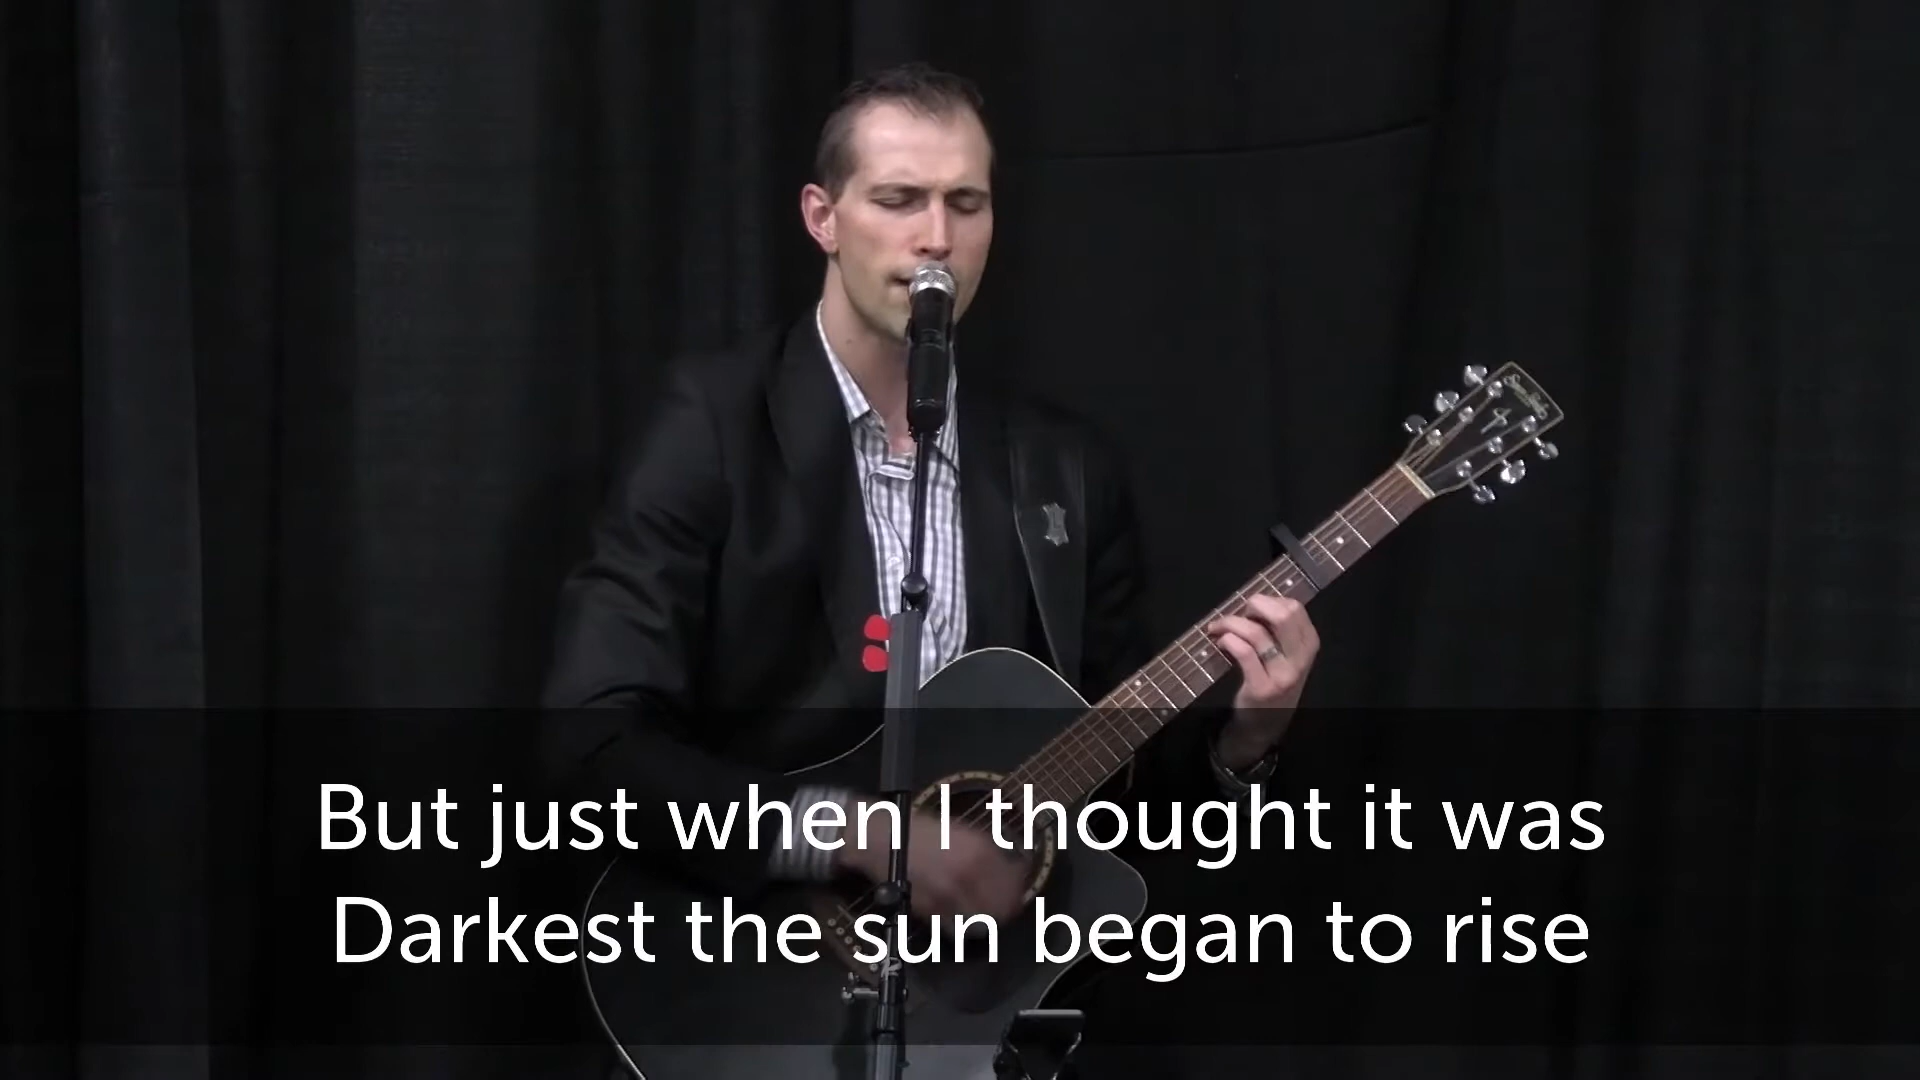 But just when I thought it was
Darkest the sun began to rise